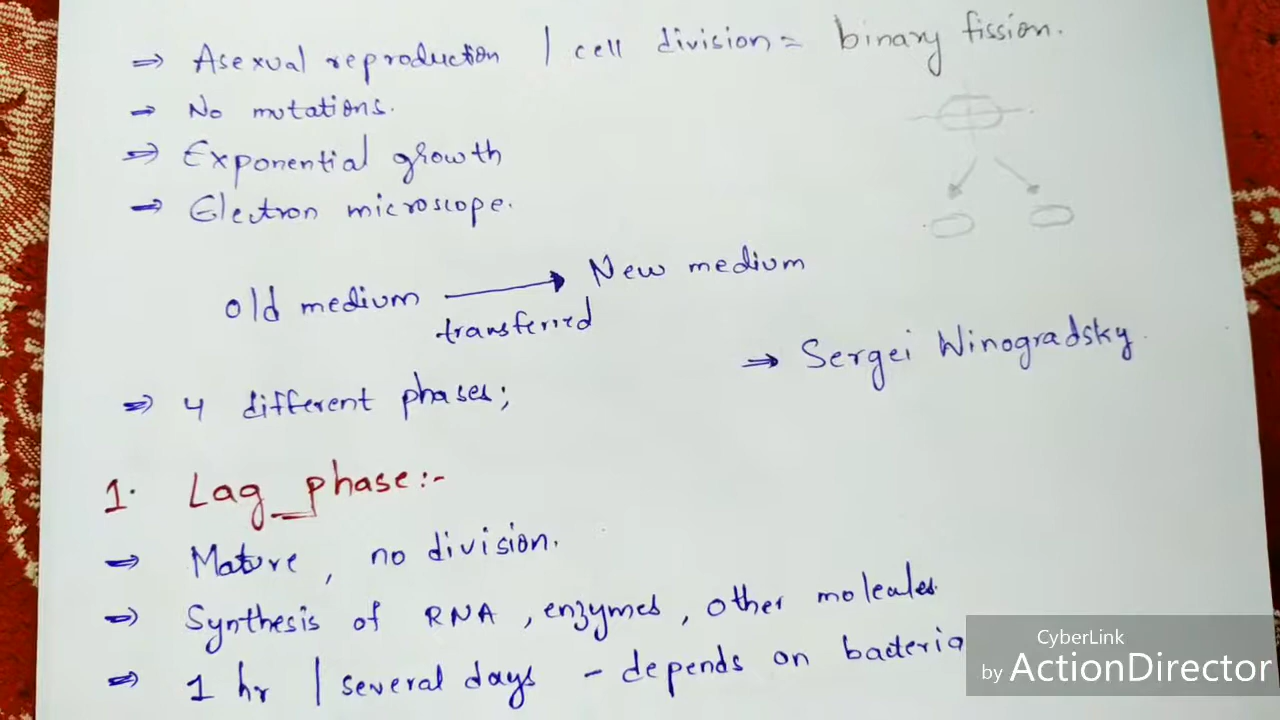 ⇒ Asexual reproduction / cell division = binary fission.
→ No mutations.
⇒ Exponential growth
⇒ Electron microscope.
old medium → New medium
transferred
⇒ Sergei Winogradsky
⇒ 4 different phases;
1. Lag phase:-
⇒ Mature, no division.
⇒ Synthesis of RNA, enzymes, other moleules.
⇒ 1 hr / several days - depends on bacteria
CyberLink
by ActionDirector